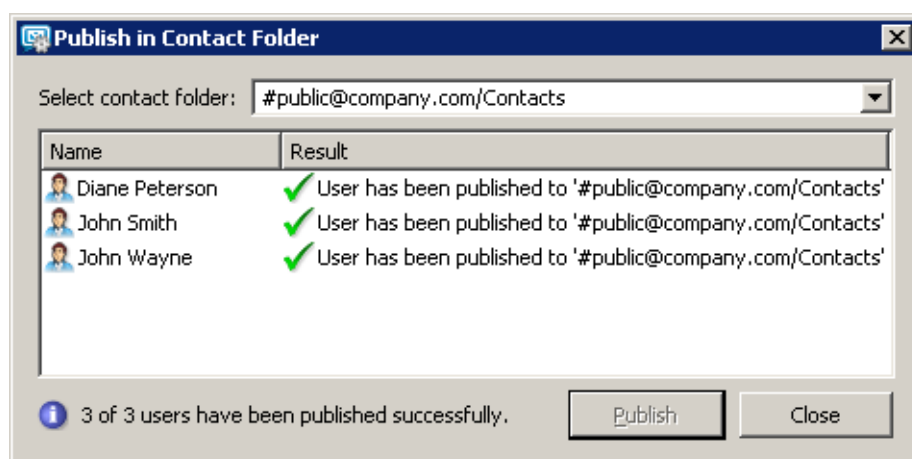 Publish in Contact Folder
Select contact folder: #public@company.com/Contacts
Name Result
Diane Peterson User has been published to '#public@company.com/Contacts'
John Smith User has been published to '#public@company.com/Contacts'
John Wayne User has been published to '#public@company.com/Contacts'
3 of 3 users have been published successfully. Publish Close